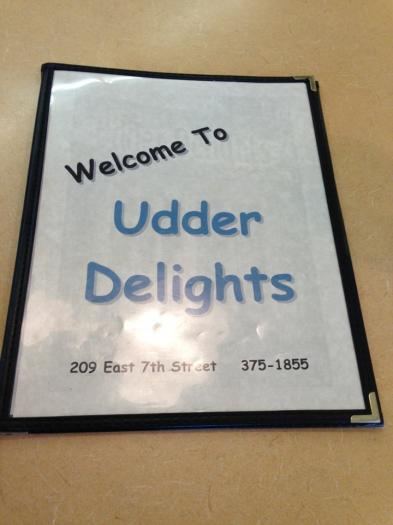 Welcome To
Udder
Delights
209 East 7th Street 375-1855